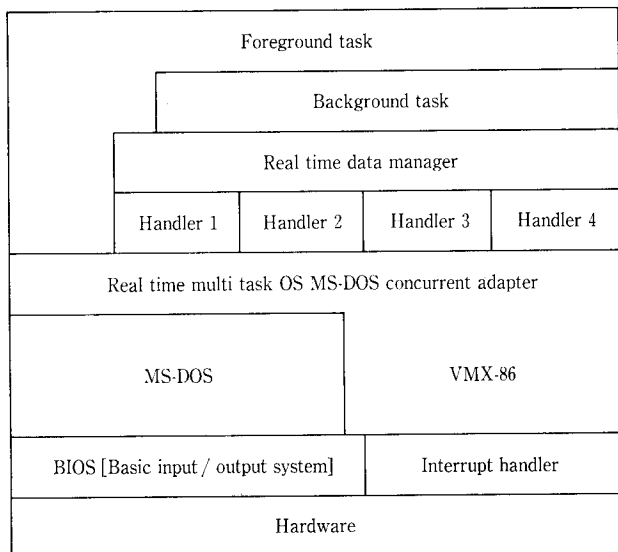 Foreground task
Background task
Real time data manager
Handler 1 Handler 2 Handler 3 Handler 4
Real time multi task OS MS-DOS concurrent adapter
MS-DOS VMX-86
BIOS [Basic input / output system] Interrupt handler
Hardware